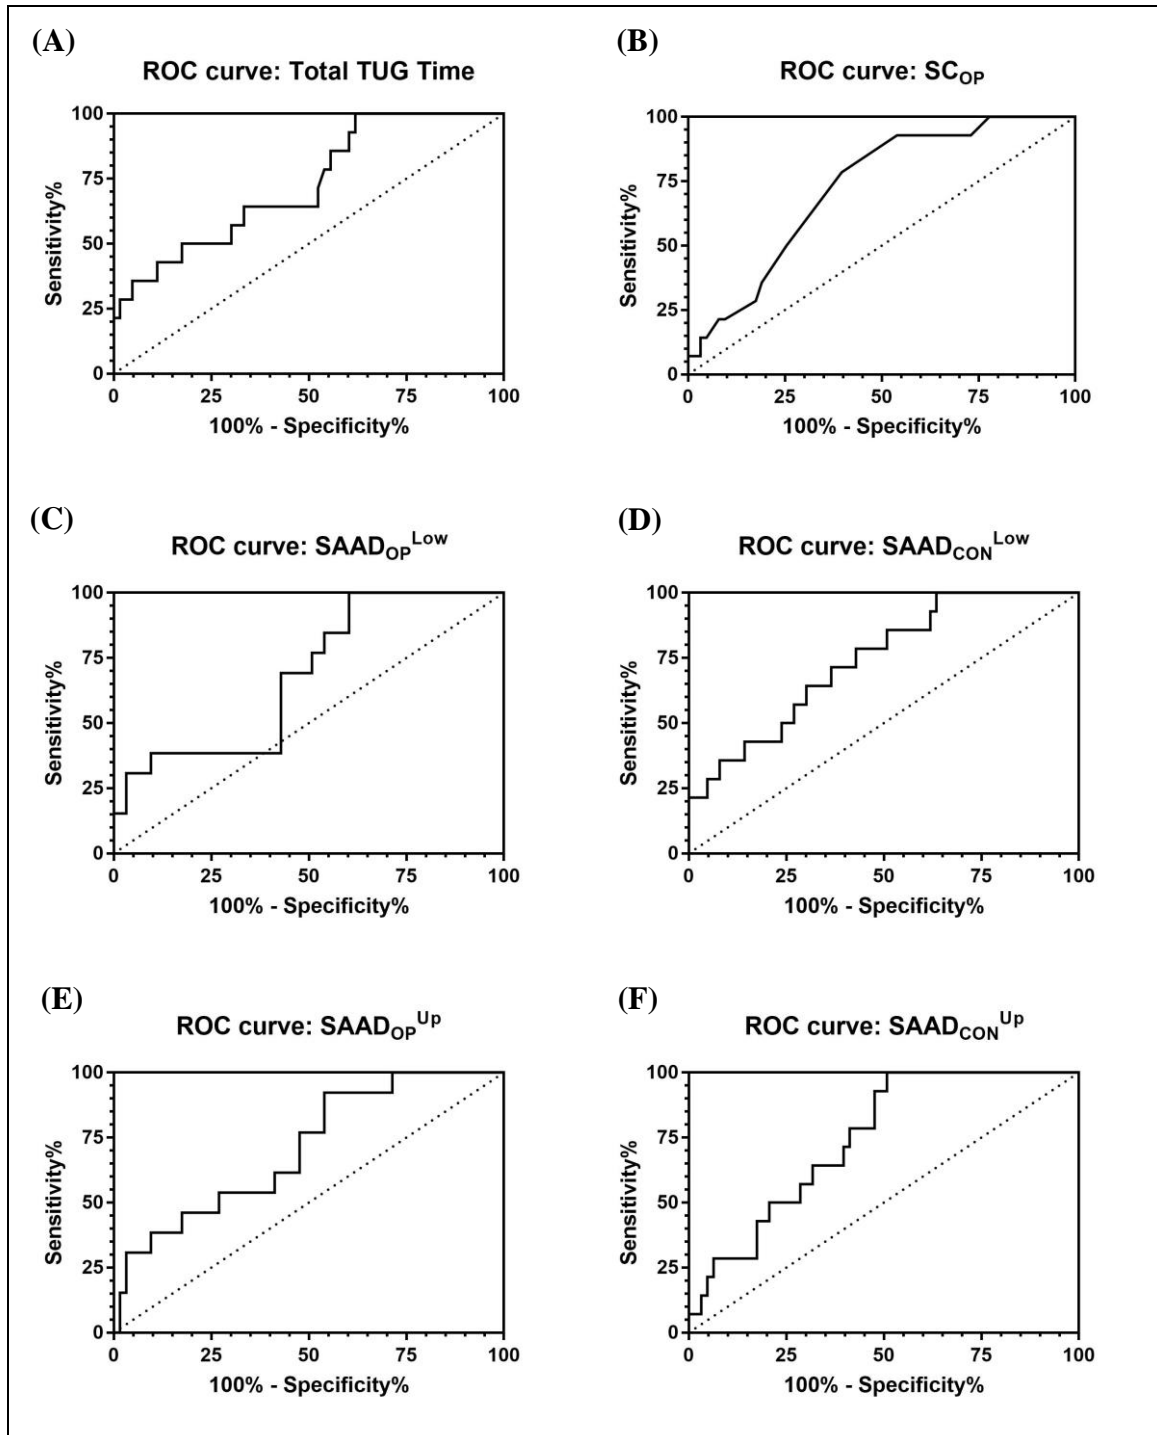 (A)
ROC curve: Total TUG Time
100
75
50
25
0
Sensitivity%
0 25 50 75 100
100% - Specificity%
(B)
ROC curve: SC_OP
100
75
50
25
0
Sensitivity%
0 25 50 75 100
100% - Specificity%
(C)
ROC curve: SAAD_OP^Low
100
75
50
25
0
Sensitivity%
0 25 50 75 100
100% - Specificity%
(D)
ROC curve: SAAD_CON^Low
100
75
50
25
0
Sensitivity%
0 25 50 75 100
100% - Specificity%
(E)
ROC curve: SAAD_OP^Up
100
75
50
25
0
Sensitivity%
0 25 50 75 100
100% - Specificity%
(F)
ROC curve: SAAD_CON^Up
100
75
50
25
0
Sensitivity%
0 25 50 75 100
100% - Specificity%